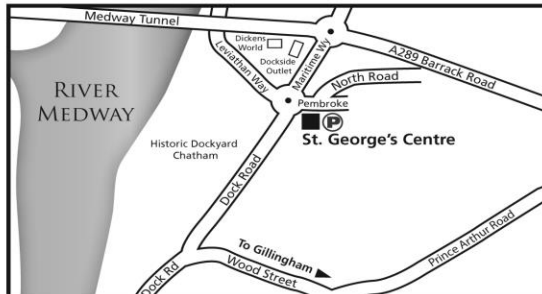 Medway Tunnel
Dickens
World
Dockside
Outlet
Leviathan Way
Maritime Wy
A289 Barrack Road
North Road
Pembroke
P
St. George's Centre
RIVER
MEDWAY
Historic Dockyard
Chatham
Dock Road
To Gillingham
Wood Street
Prince Arthur Road
Dock Rd